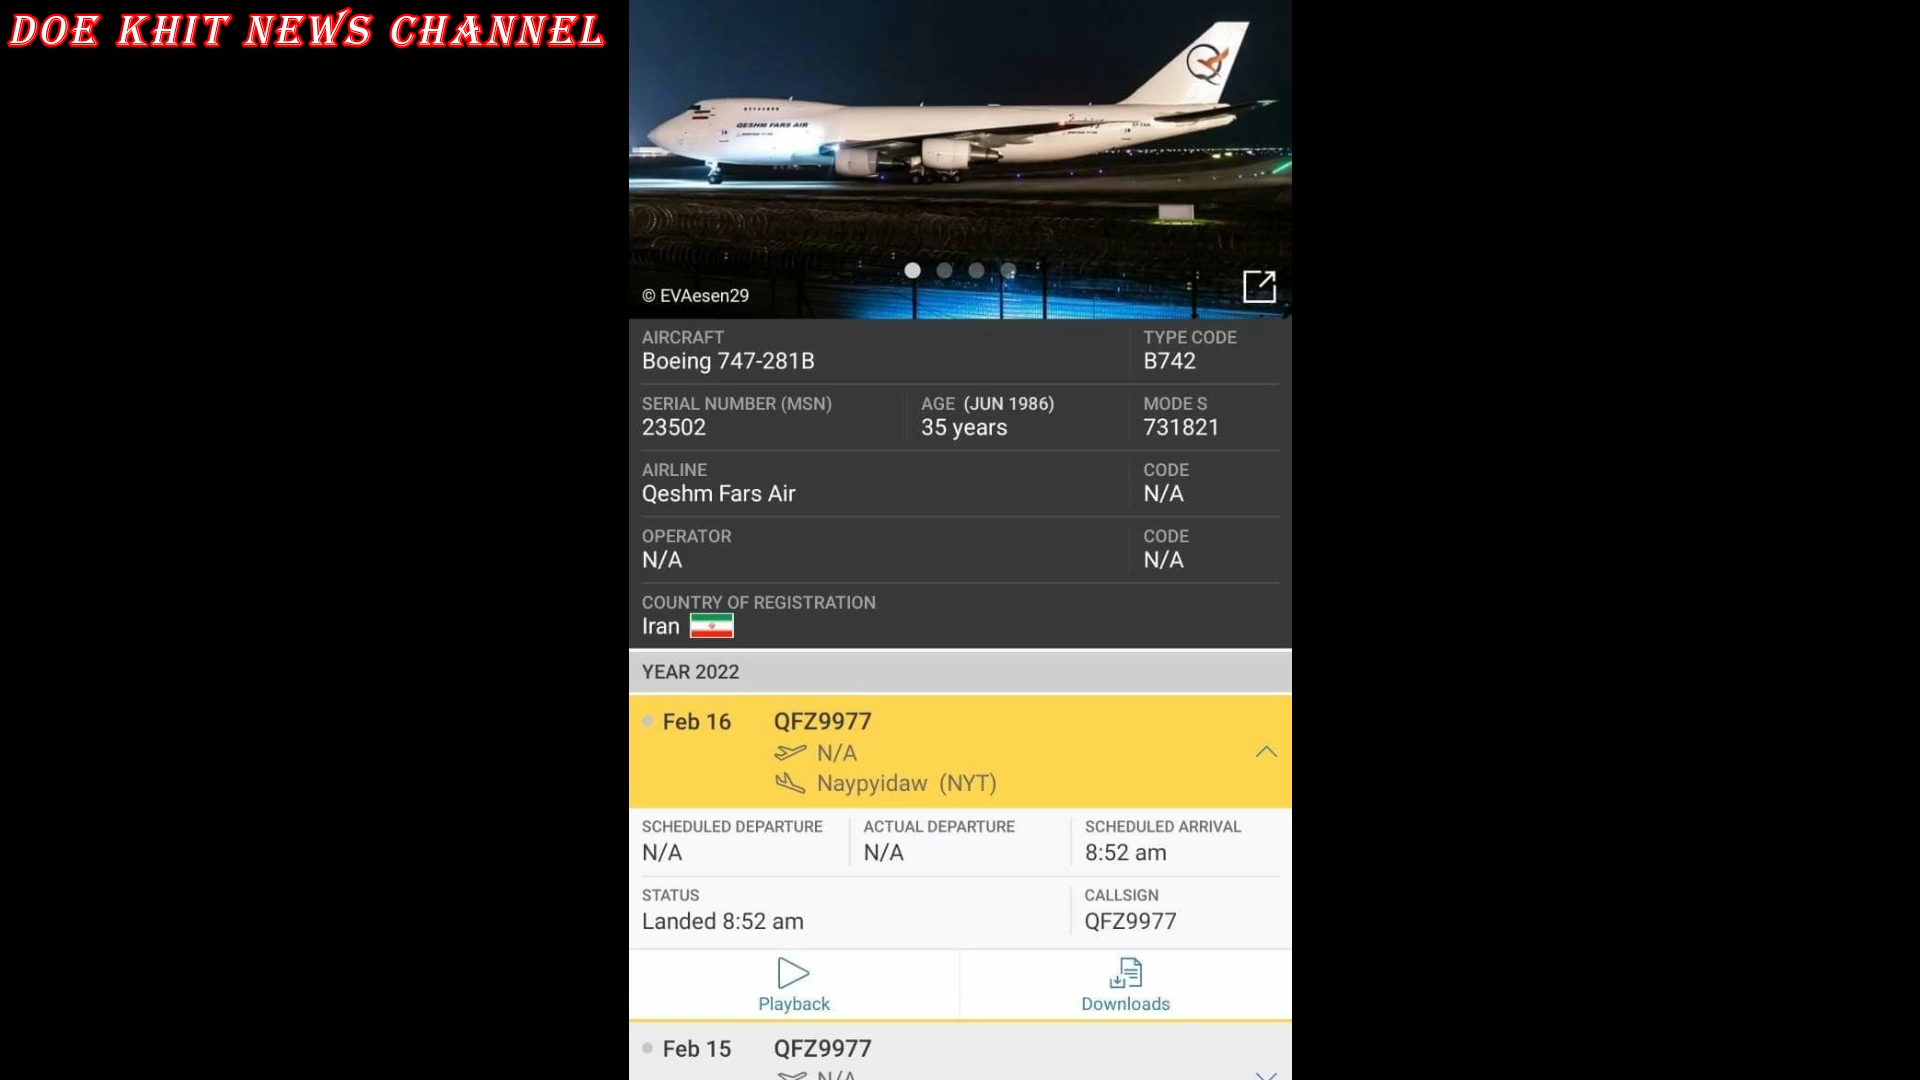 DOE KHIT NEWS CHANNEL
QESHM FARS AIR
© EVAesen29
AIRCRAFT
Boeing 747-281B
TYPE CODE
B742
SERIAL NUMBER (MSN)
23502
AGE (JUN 1986)
35 years
MODE S
731821
AIRLINE
Qeshm Fars Air
CODE
N/A
OPERATOR
N/A
CODE
N/A
COUNTRY OF REGISTRATION
Iran
YEAR 2022
Feb 16 QFZ9977
N/A
Naypyidaw (NYT)
SCHEDULED DEPARTURE
N/A
ACTUAL DEPARTURE
N/A
SCHEDULED ARRIVAL
8:52 am
STATUS
Landed 8:52 am
CALLSIGN
QFZ9977
Playback
Downloads
Feb 15 QFZ9977
N/A